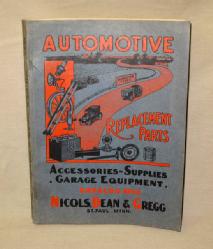 AUTOMOTIVE
REPLACEMENT
PARTS
ACCESSORIES-SUPPLIES
GARAGE EQUIPMENT.
NICOLS, DEAN & GREGG
ST. PAUL MINN.